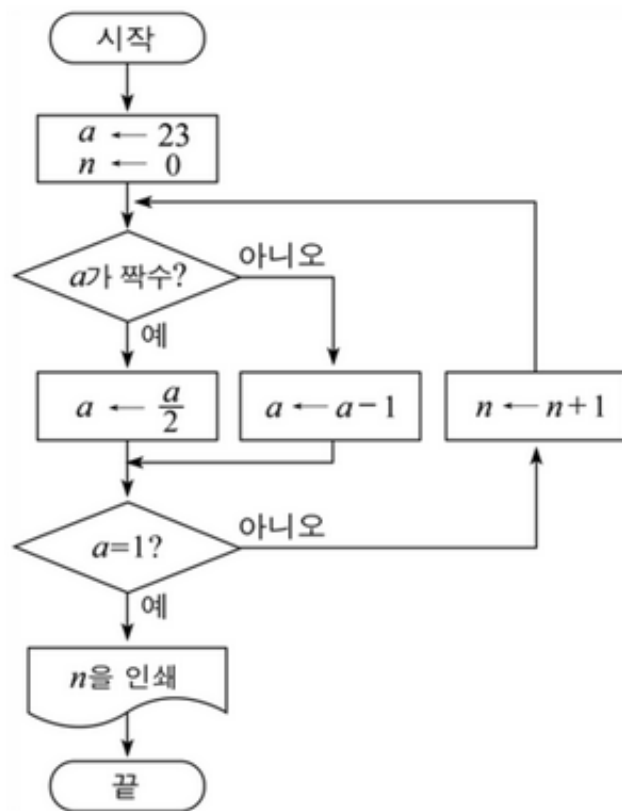 시작
a ← 23
n ← 0
a가 짝수?
아니오
예
a ← a/2
a ← a − 1
n ← n + 1
a=1?
아니오
예
n을 인쇄
끝